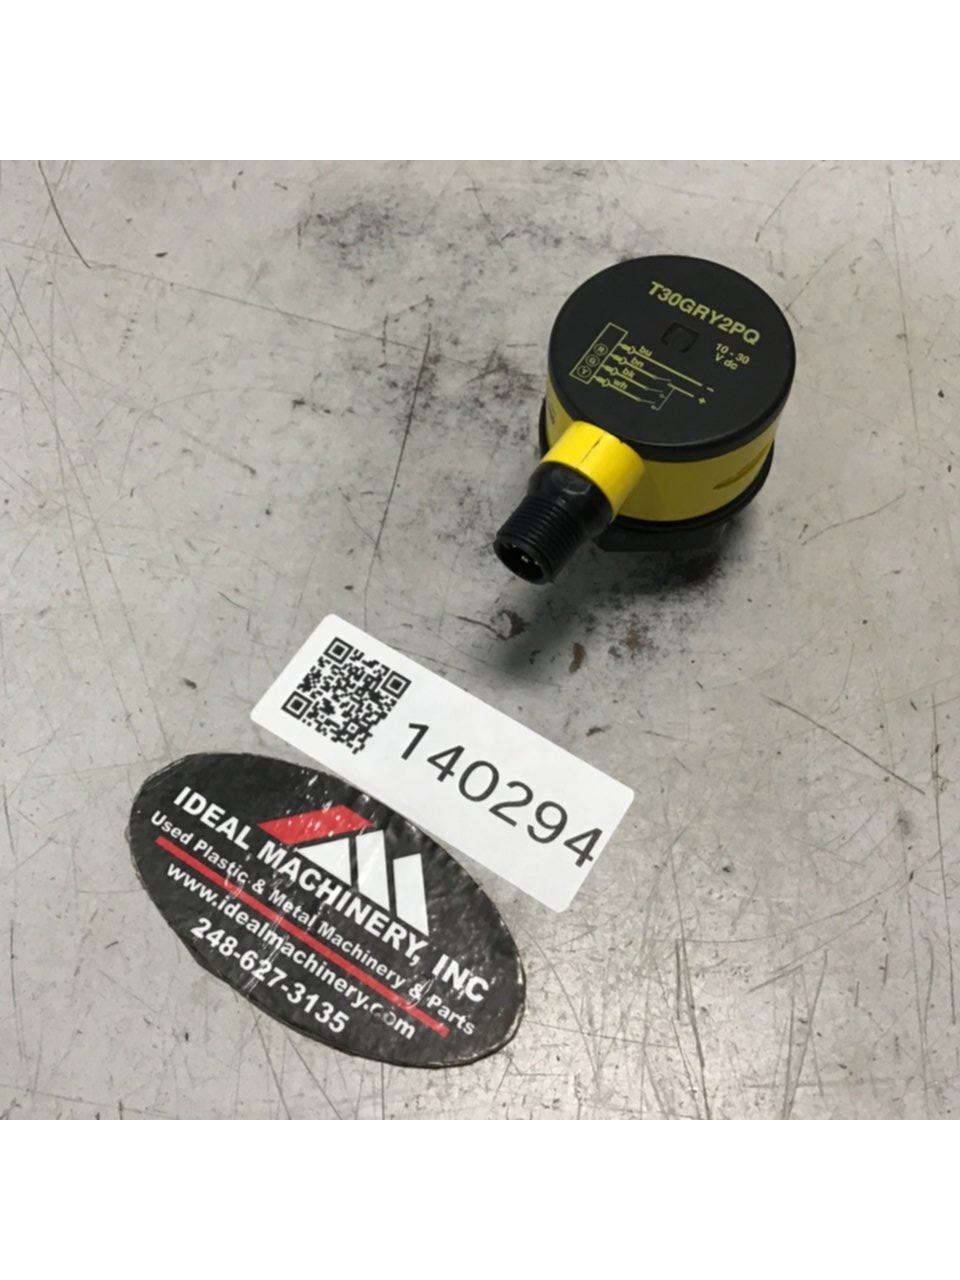 T30GRY2PQ
10 - 30
V dc
bu
R bn
G bk
Y wh
-
+
140294
IDEAL MACHINERY, INC
Used Plastic & Metal Machinery & Parts
www.idealmachinery.com
248-627-3135